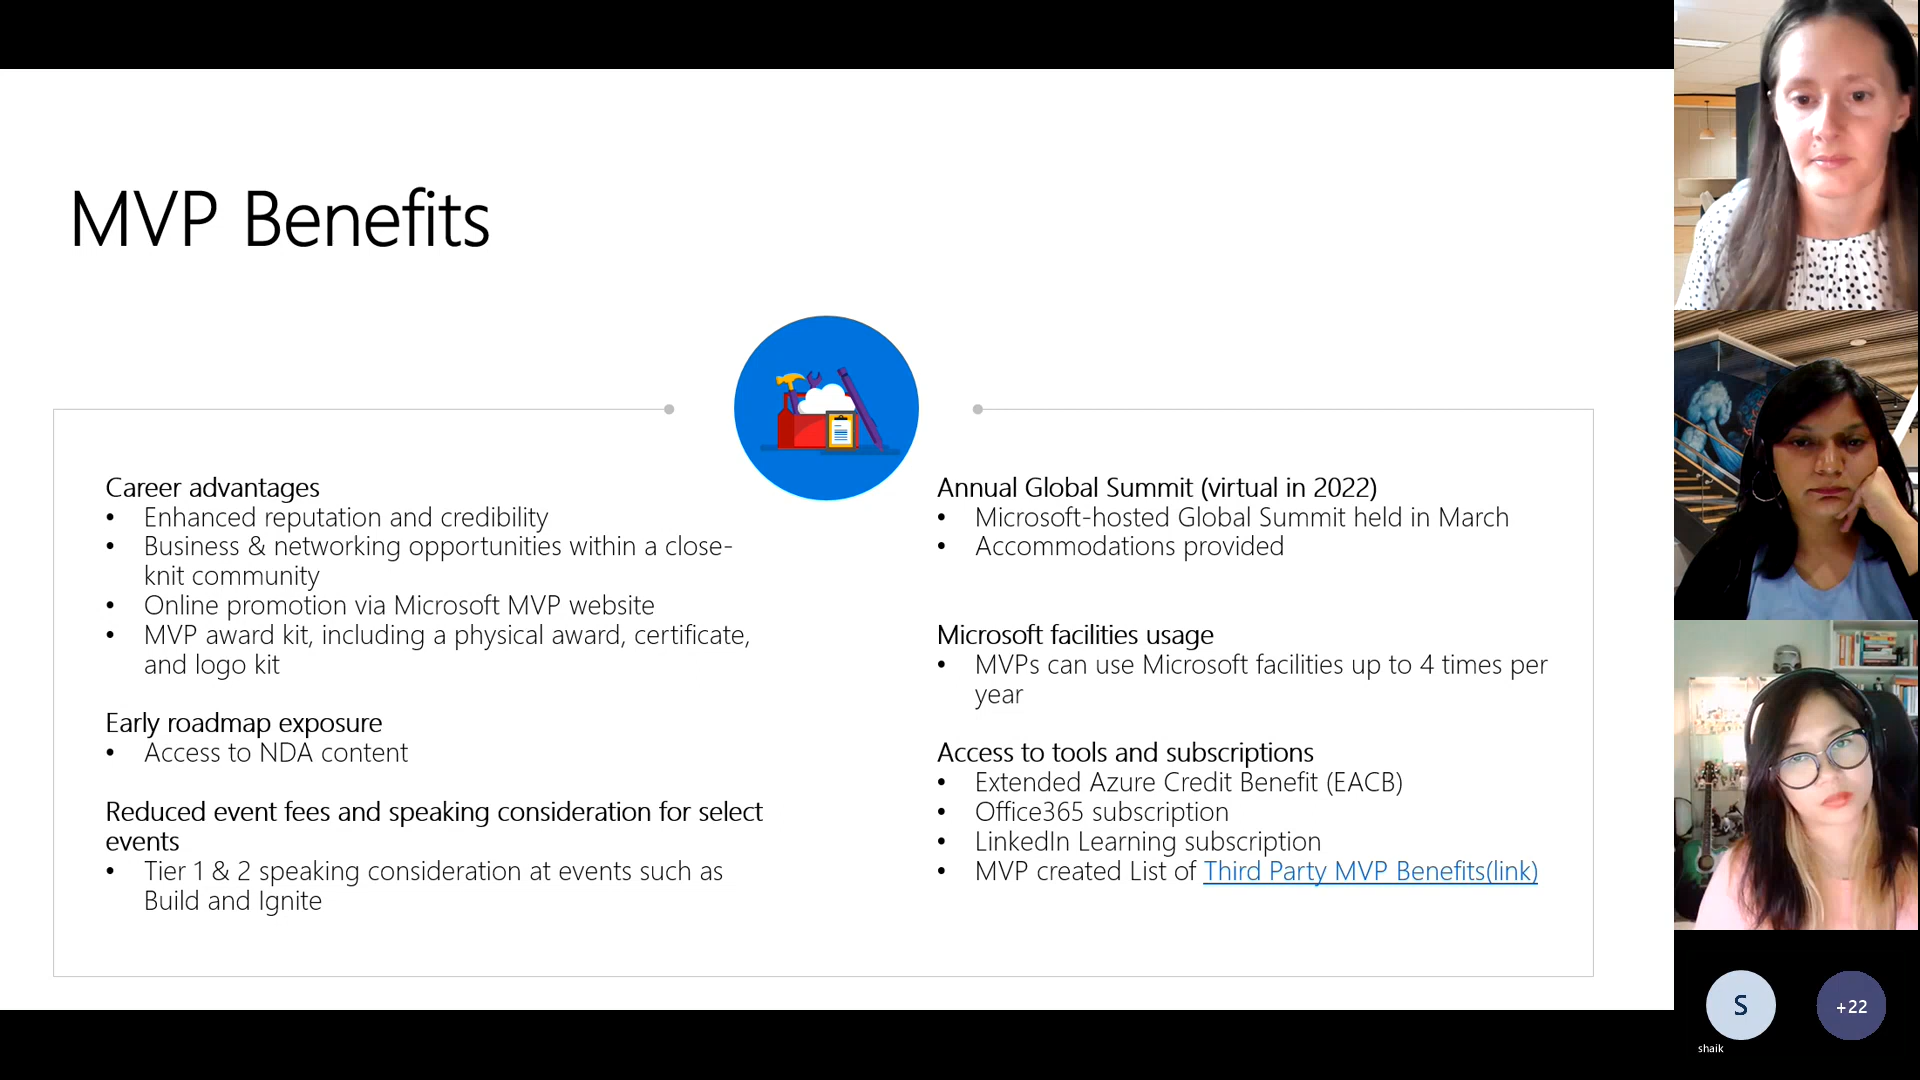 MVP Benefits
Career advantages
• Enhanced reputation and credibility
• Business & networking opportunities within a close-
knit community
• Online promotion via Microsoft MVP website
• MVP award kit, including a physical award, certificate,
and logo kit
Early roadmap exposure
• Access to NDA content
Reduced event fees and speaking consideration for select
events
• Tier 1 & 2 speaking consideration at events such as
Build and Ignite
Annual Global Summit (virtual in 2022)
• Microsoft-hosted Global Summit held in March
• Accommodations provided
Microsoft facilities usage
• MVPs can use Microsoft facilities up to 4 times per
year
Access to tools and subscriptions
• Extended Azure Credit Benefit (EACB)
• Office365 subscription
• LinkedIn Learning subscription
• MVP created List of Third Party MVP Benefits(link)
S
+22
shaik